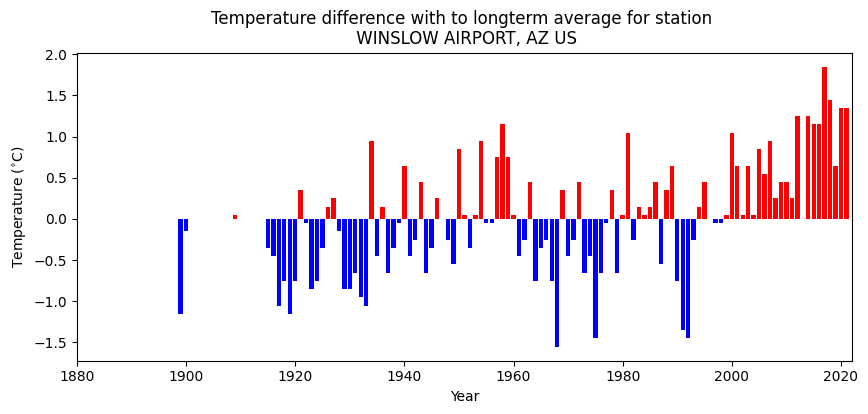 Temperature difference with to longterm average for station
WINSLOW AIRPORT, AZ US
2.0
1.5
1.0
0.5
0.0
−0.5
−1.0
−1.5
Temperature (°C)
1880 1900 1920 1940 1960 1980 2000 2020
Year